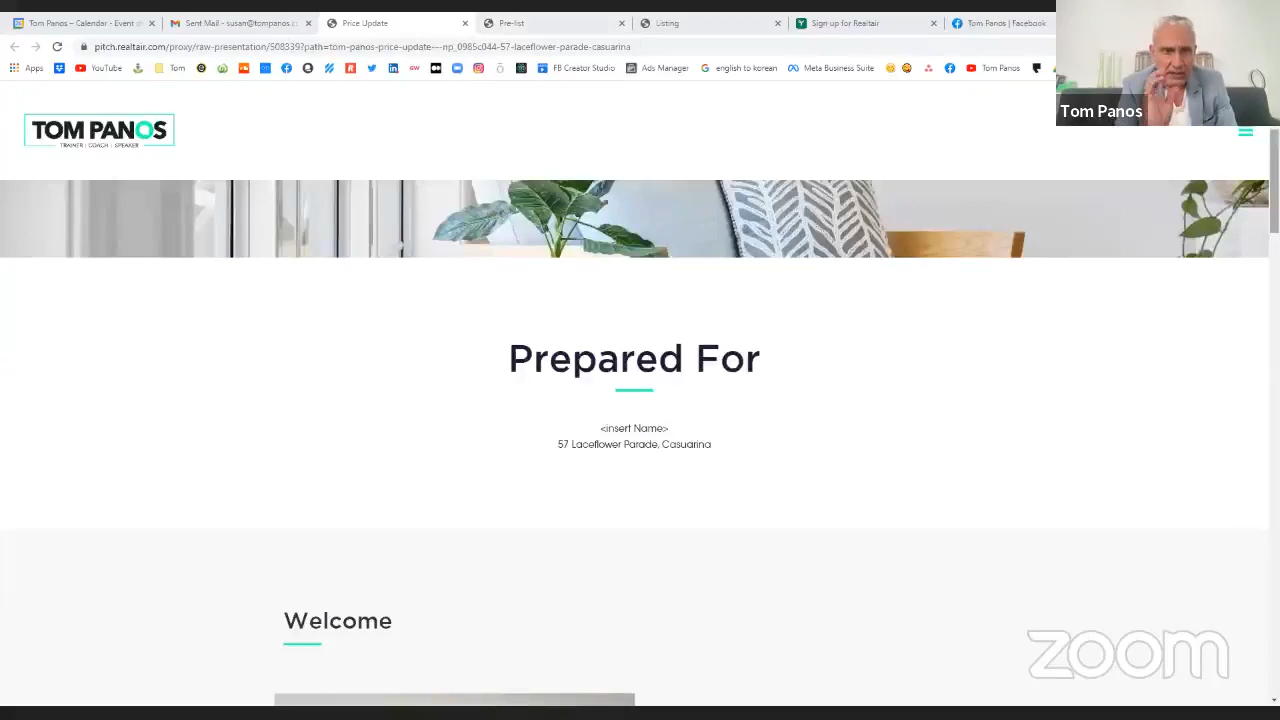 Tom Panos – Calendar - Event d
Sent Mail - susan@tompanos.co
Price Update
Pre-list
Listing
Sign up for Realtair
Tom Panos | Facebook
pitch.realtair.com/proxy/raw-presentation/508339?path=tom-panos-price-update---np_0985c044-57-laceflower-parade-casuarina
Apps
YouTube
Tom
FB Creator Studio
Ads Manager
english to korean
Meta Business Suite
Tom Panos
Tom Panos
TOM PANOS
TRAINER | COACH | SPEAKER
Prepared For
<insert Name>
57 Laceflower Parade, Casuarina
Welcome
zoom